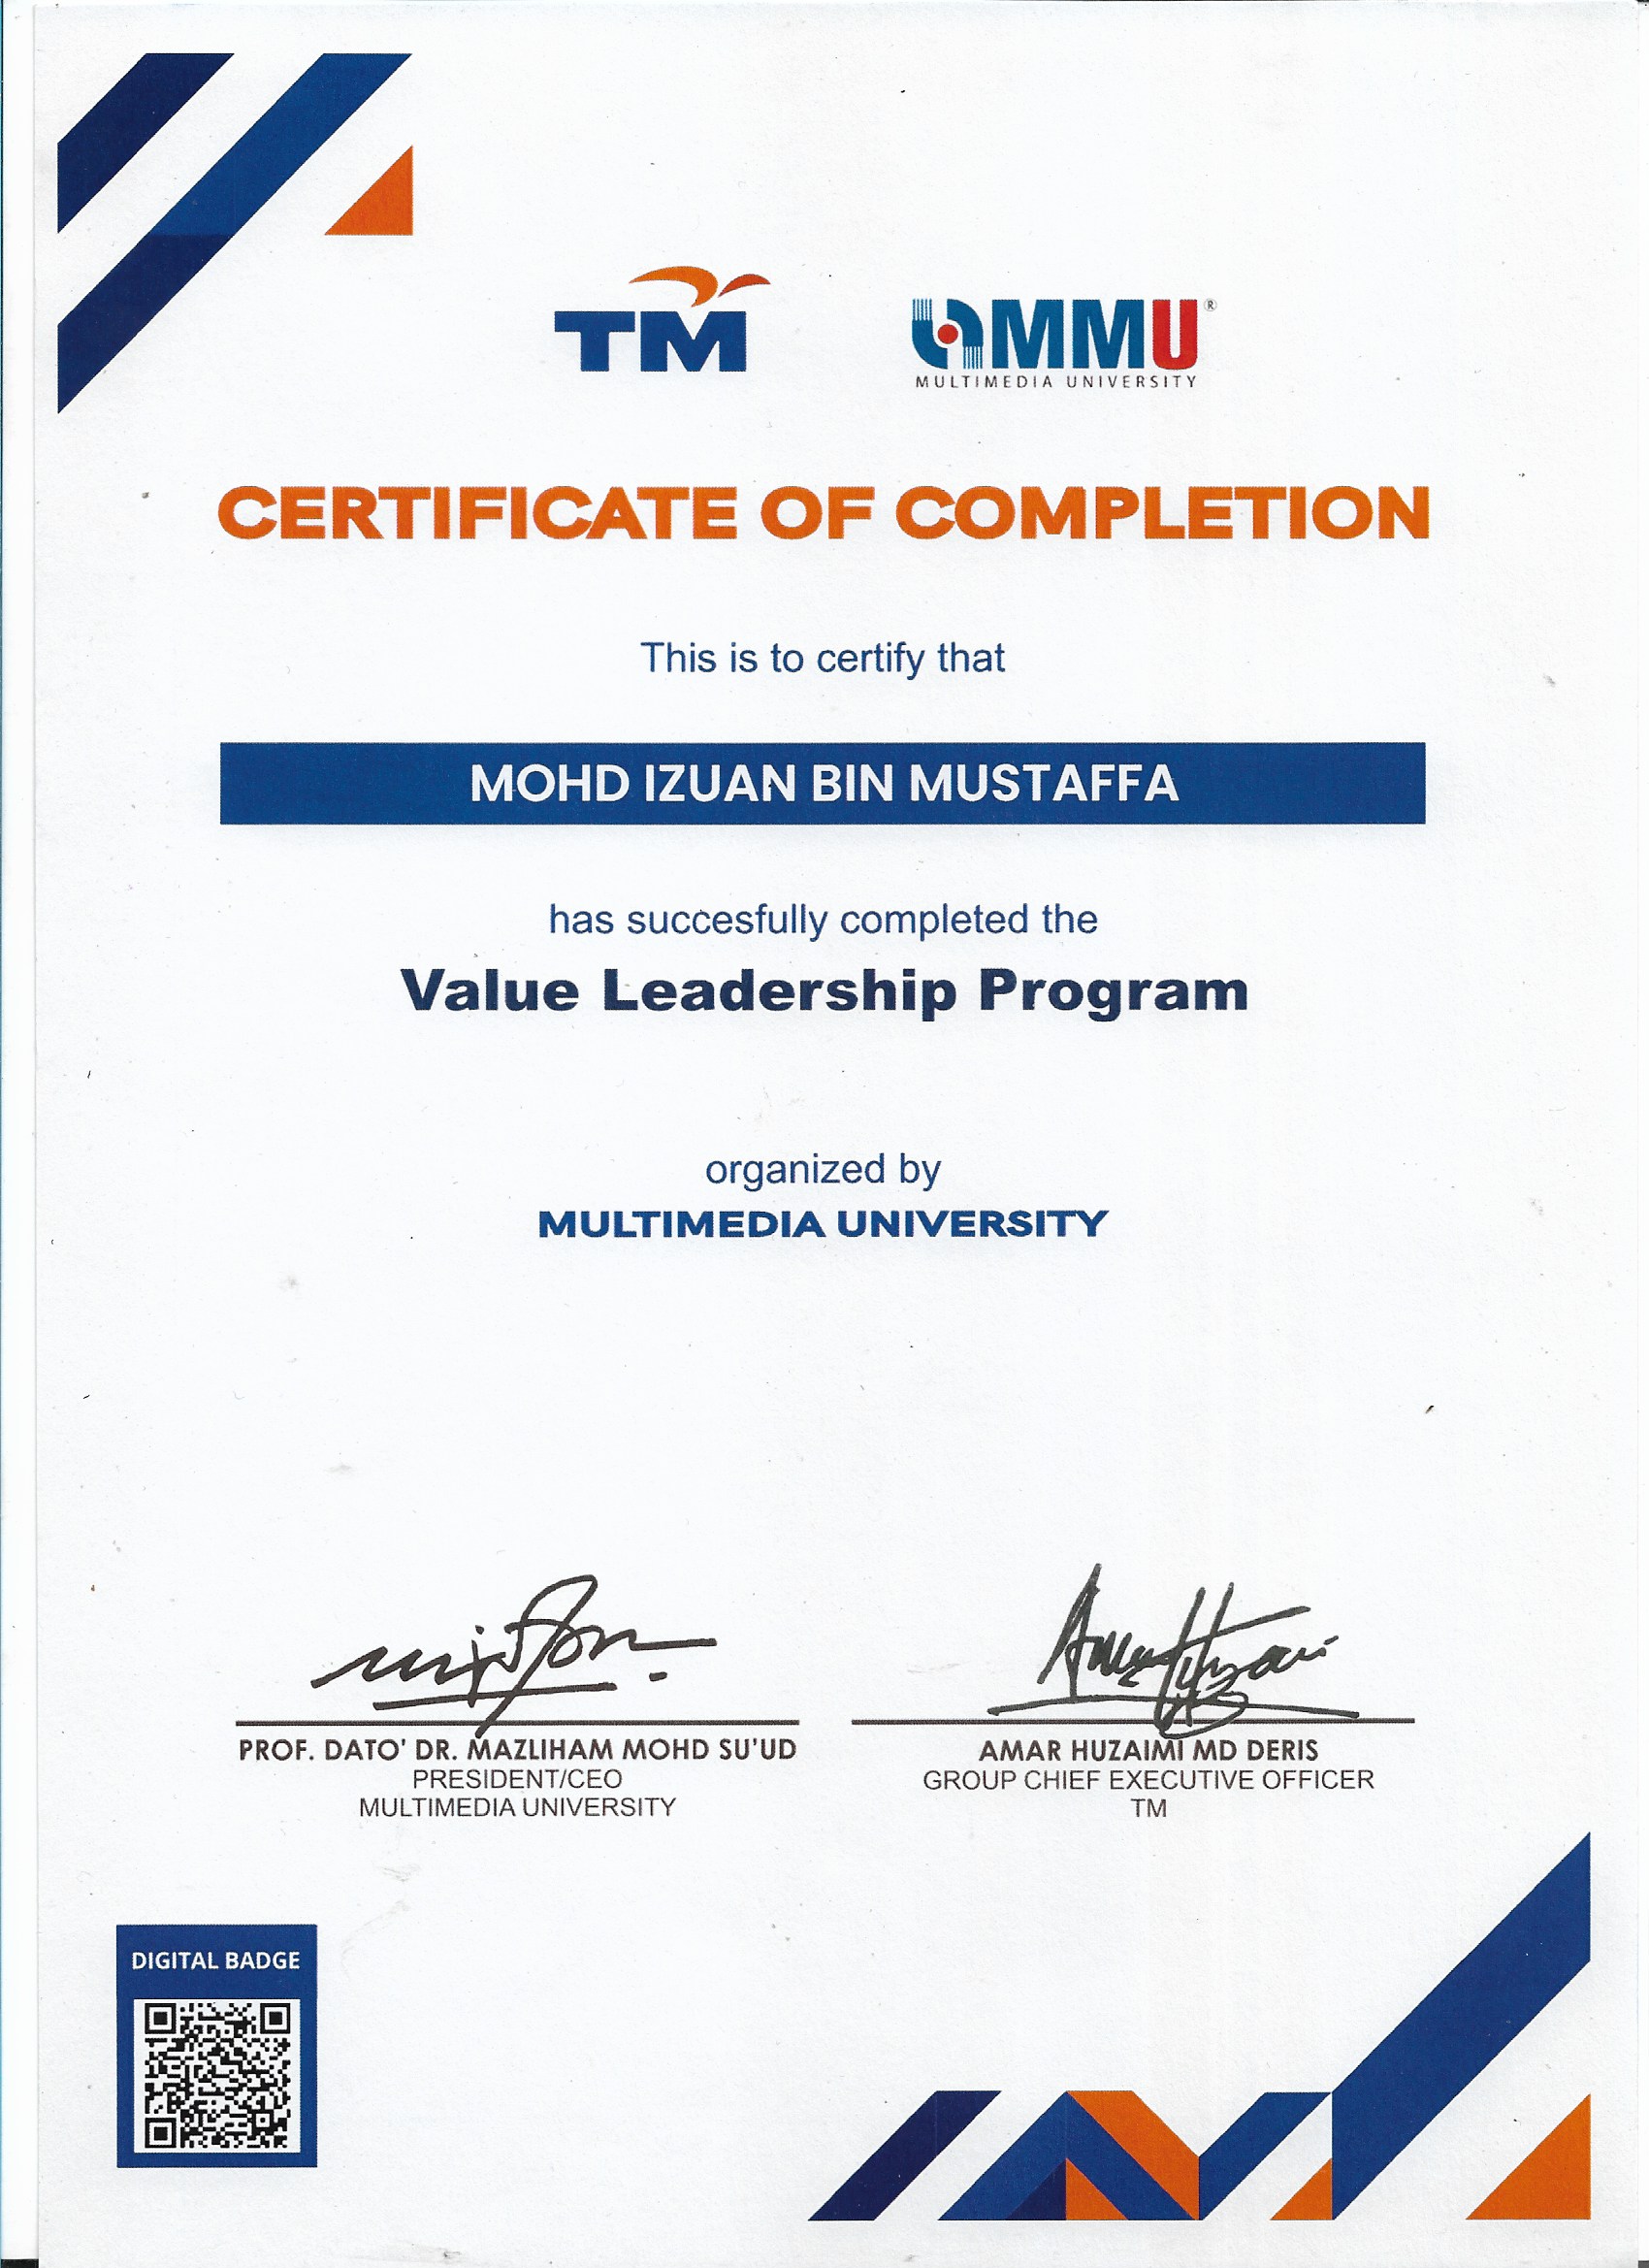 TM
MMU®
MULTIMEDIA UNIVERSITY
CERTIFICATE OF COMPLETION
This is to certify that
MOHD IZUAN BIN MUSTAFFA
has succesfully completed the
Value Leadership Program
organized by
MULTIMEDIA UNIVERSITY
PROF. DATO' DR. MAZLIHAM MOHD SU'UD
PRESIDENT/CEO
MULTIMEDIA UNIVERSITY
AMAR HUZAIMI MD DERIS
GROUP CHIEF EXECUTIVE OFFICER
TM
DIGITAL BADGE